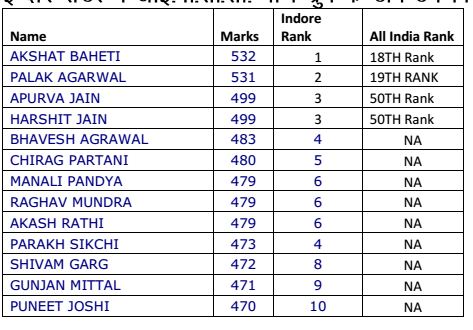 Indore
Name Marks Rank All India Rank
AKSHAT BAHETI 532 1 18TH Rank
PALAK AGARWAL 531 2 19TH RANK
APURVA JAIN 499 3 50TH Rank
HARSHIT JAIN 499 3 50TH Rank
BHAVESH AGRAWAL 483 4 NA
CHIRAG PARTANI 480 5 NA
MANALI PANDYA 479 6 NA
RAGHAV MUNDRA 479 6 NA
AKASH RATHI 479 6 NA
PARAKH SIKCHI 473 4 NA
SHIVAM GARG 472 8 NA
GUNJAN MITTAL 471 9 NA
PUNEET JOSHI 470 10 NA